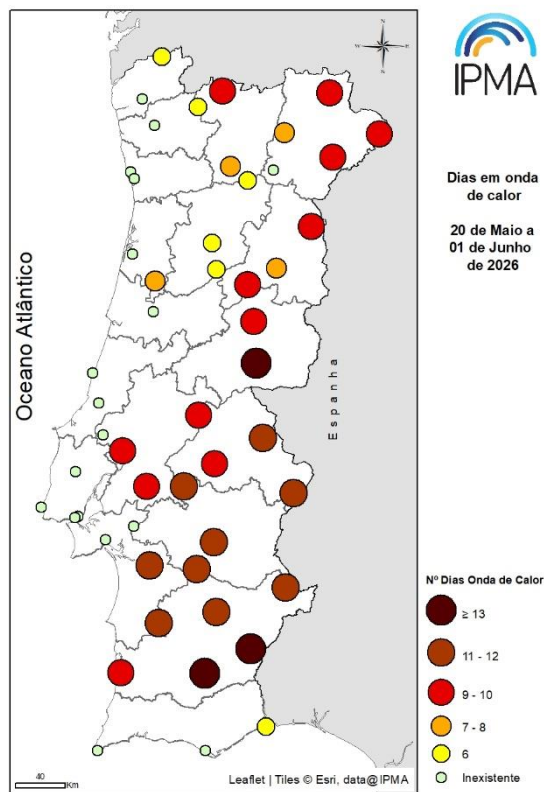 IPMA
Dias em onda
de calor
20 de Maio a
01 de Junho
de 2026
Oceano Atlântico
Espanha
Nº Dias Onda de Calor
≥ 13
11 - 12
9 - 10
7 - 8
6
Inexistente
40
Km
Leaflet | Tiles © Esri, data@IPMA